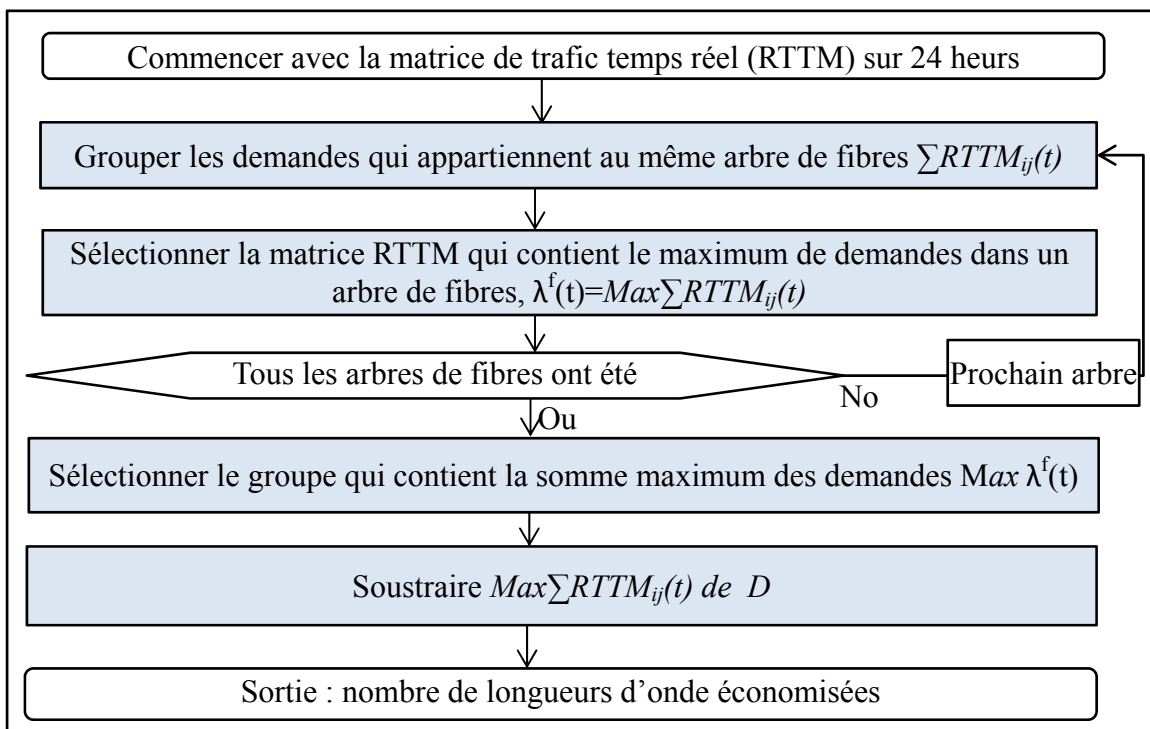 Commencer avec la matrice de trafic temps réel (RTTM) sur 24 heurs
Grouper les demandes qui appartiennent au même arbre de fibres ∑RTTMij(t)
Sélectionner la matrice RTTM qui contient le maximum de demandes dans un
arbre de fibres, λf(t)=Max∑RTTMij(t)
Tous les arbres de fibres ont été
Prochain arbre
No
Ou
Sélectionner le groupe qui contient la somme maximum des demandes Max λf(t)
Soustraire Max∑RTTMij(t) de D
Sortie : nombre de longueurs d’onde économisées